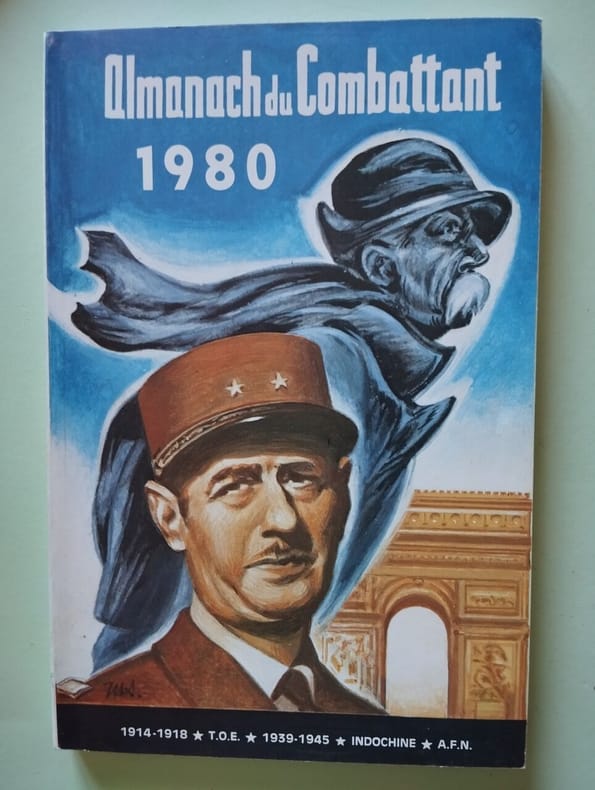 Almanach du Combattant
1980
1914-1918 ★ T.O.E. ★ 1939-1945 ★ INDOCHINE ★ A.F.N.